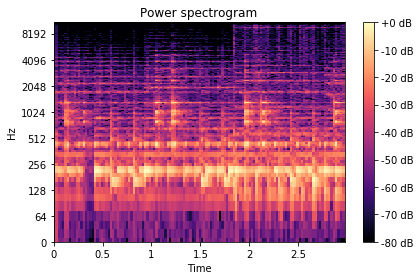 Power spectrogram
Hz
8192
4096
2048
1024
512
256
128
64
0
0 0.5 1 1.5 2 2.5
Time
+0 dB
-10 dB
-20 dB
-30 dB
-40 dB
-50 dB
-60 dB
-70 dB
-80 dB